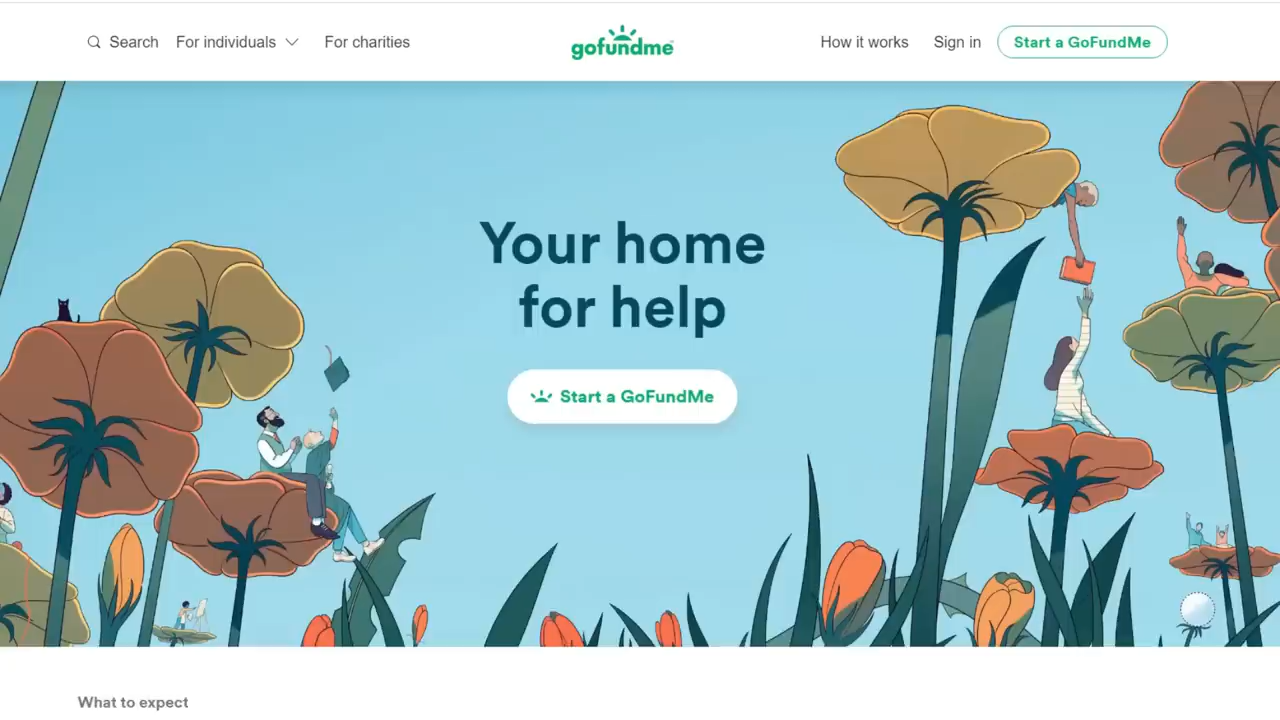 Search
For individuals
For charities
gofundme
How it works
Sign in
Start a GoFundMe
Your home
for help
Start a GoFundMe
What to expect